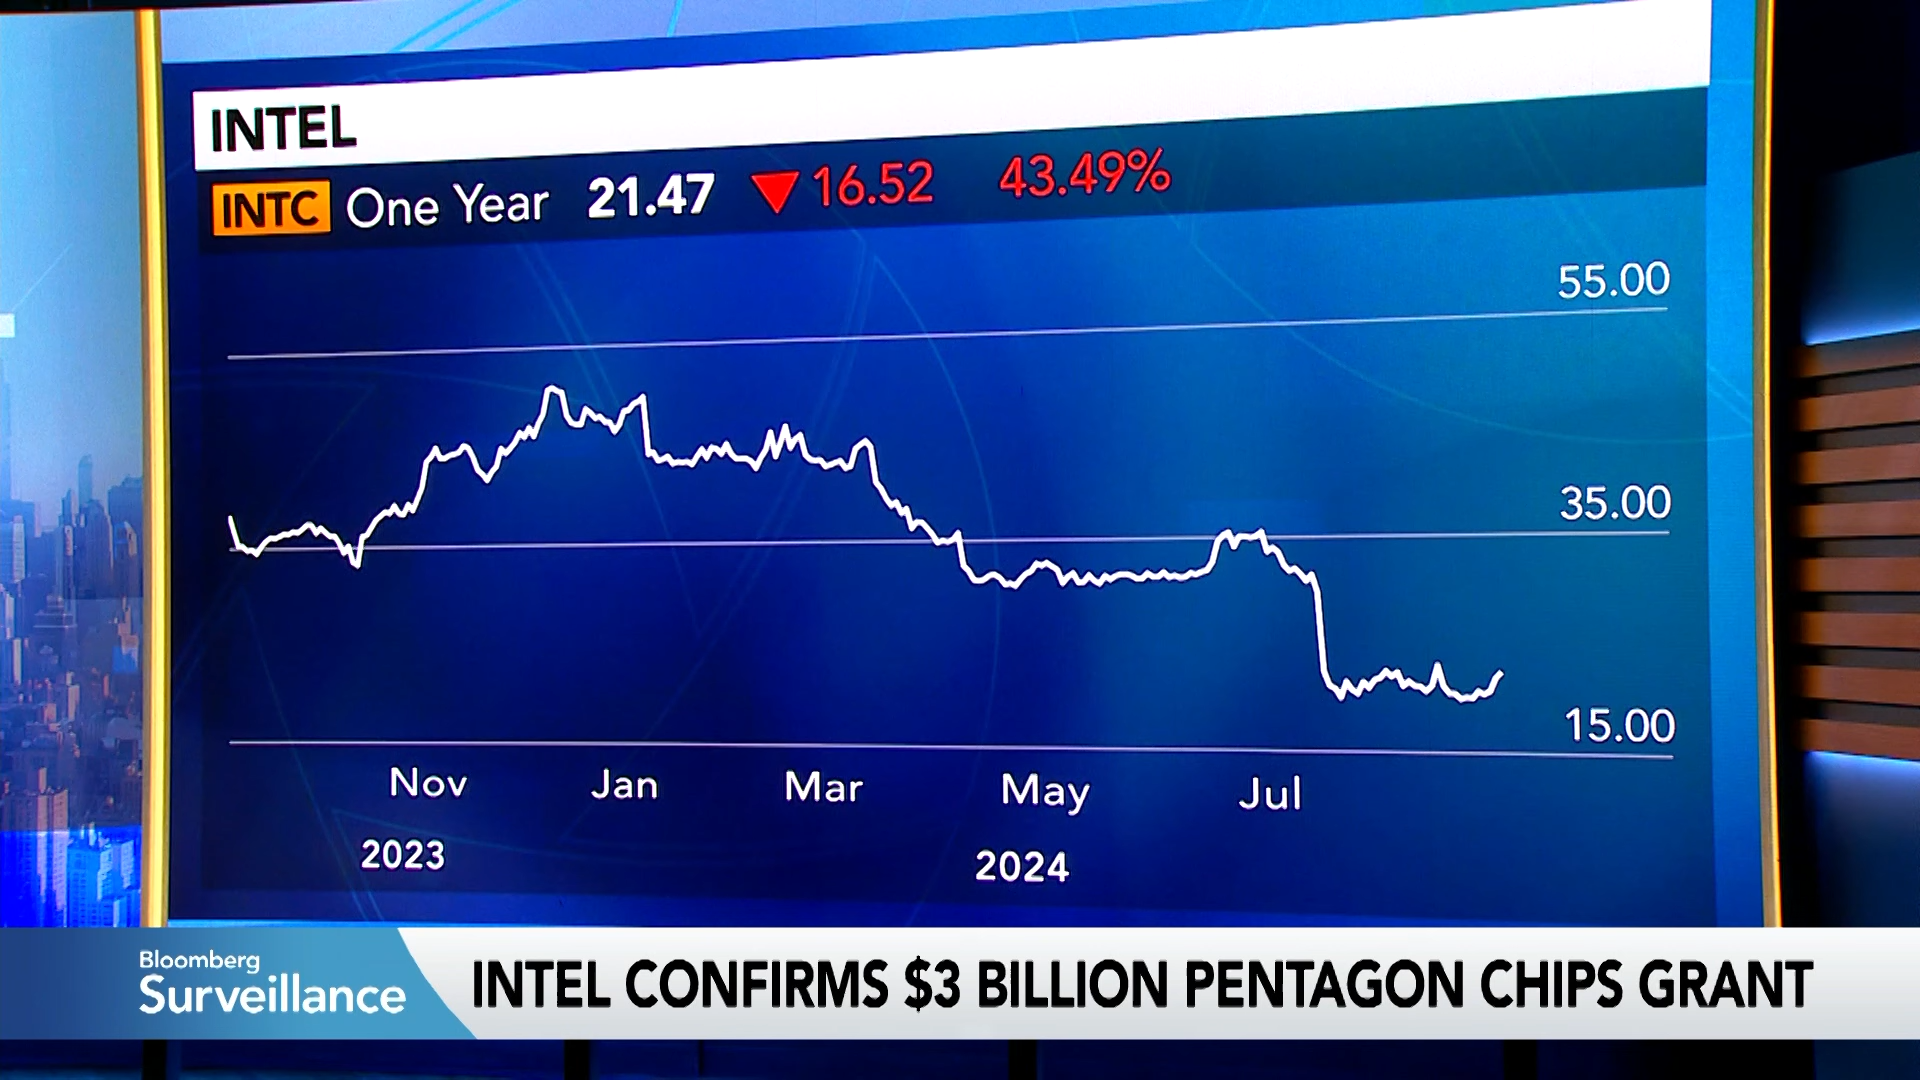 INTEL
INTC One Year 21.47 ▼ 16.52 43.49%
55.00
35.00
15.00
Nov Jan Mar May Jul
2023 2024
Bloomberg
Surveillance
INTEL CONFIRMS $3 BILLION PENTAGON CHIPS GRANT